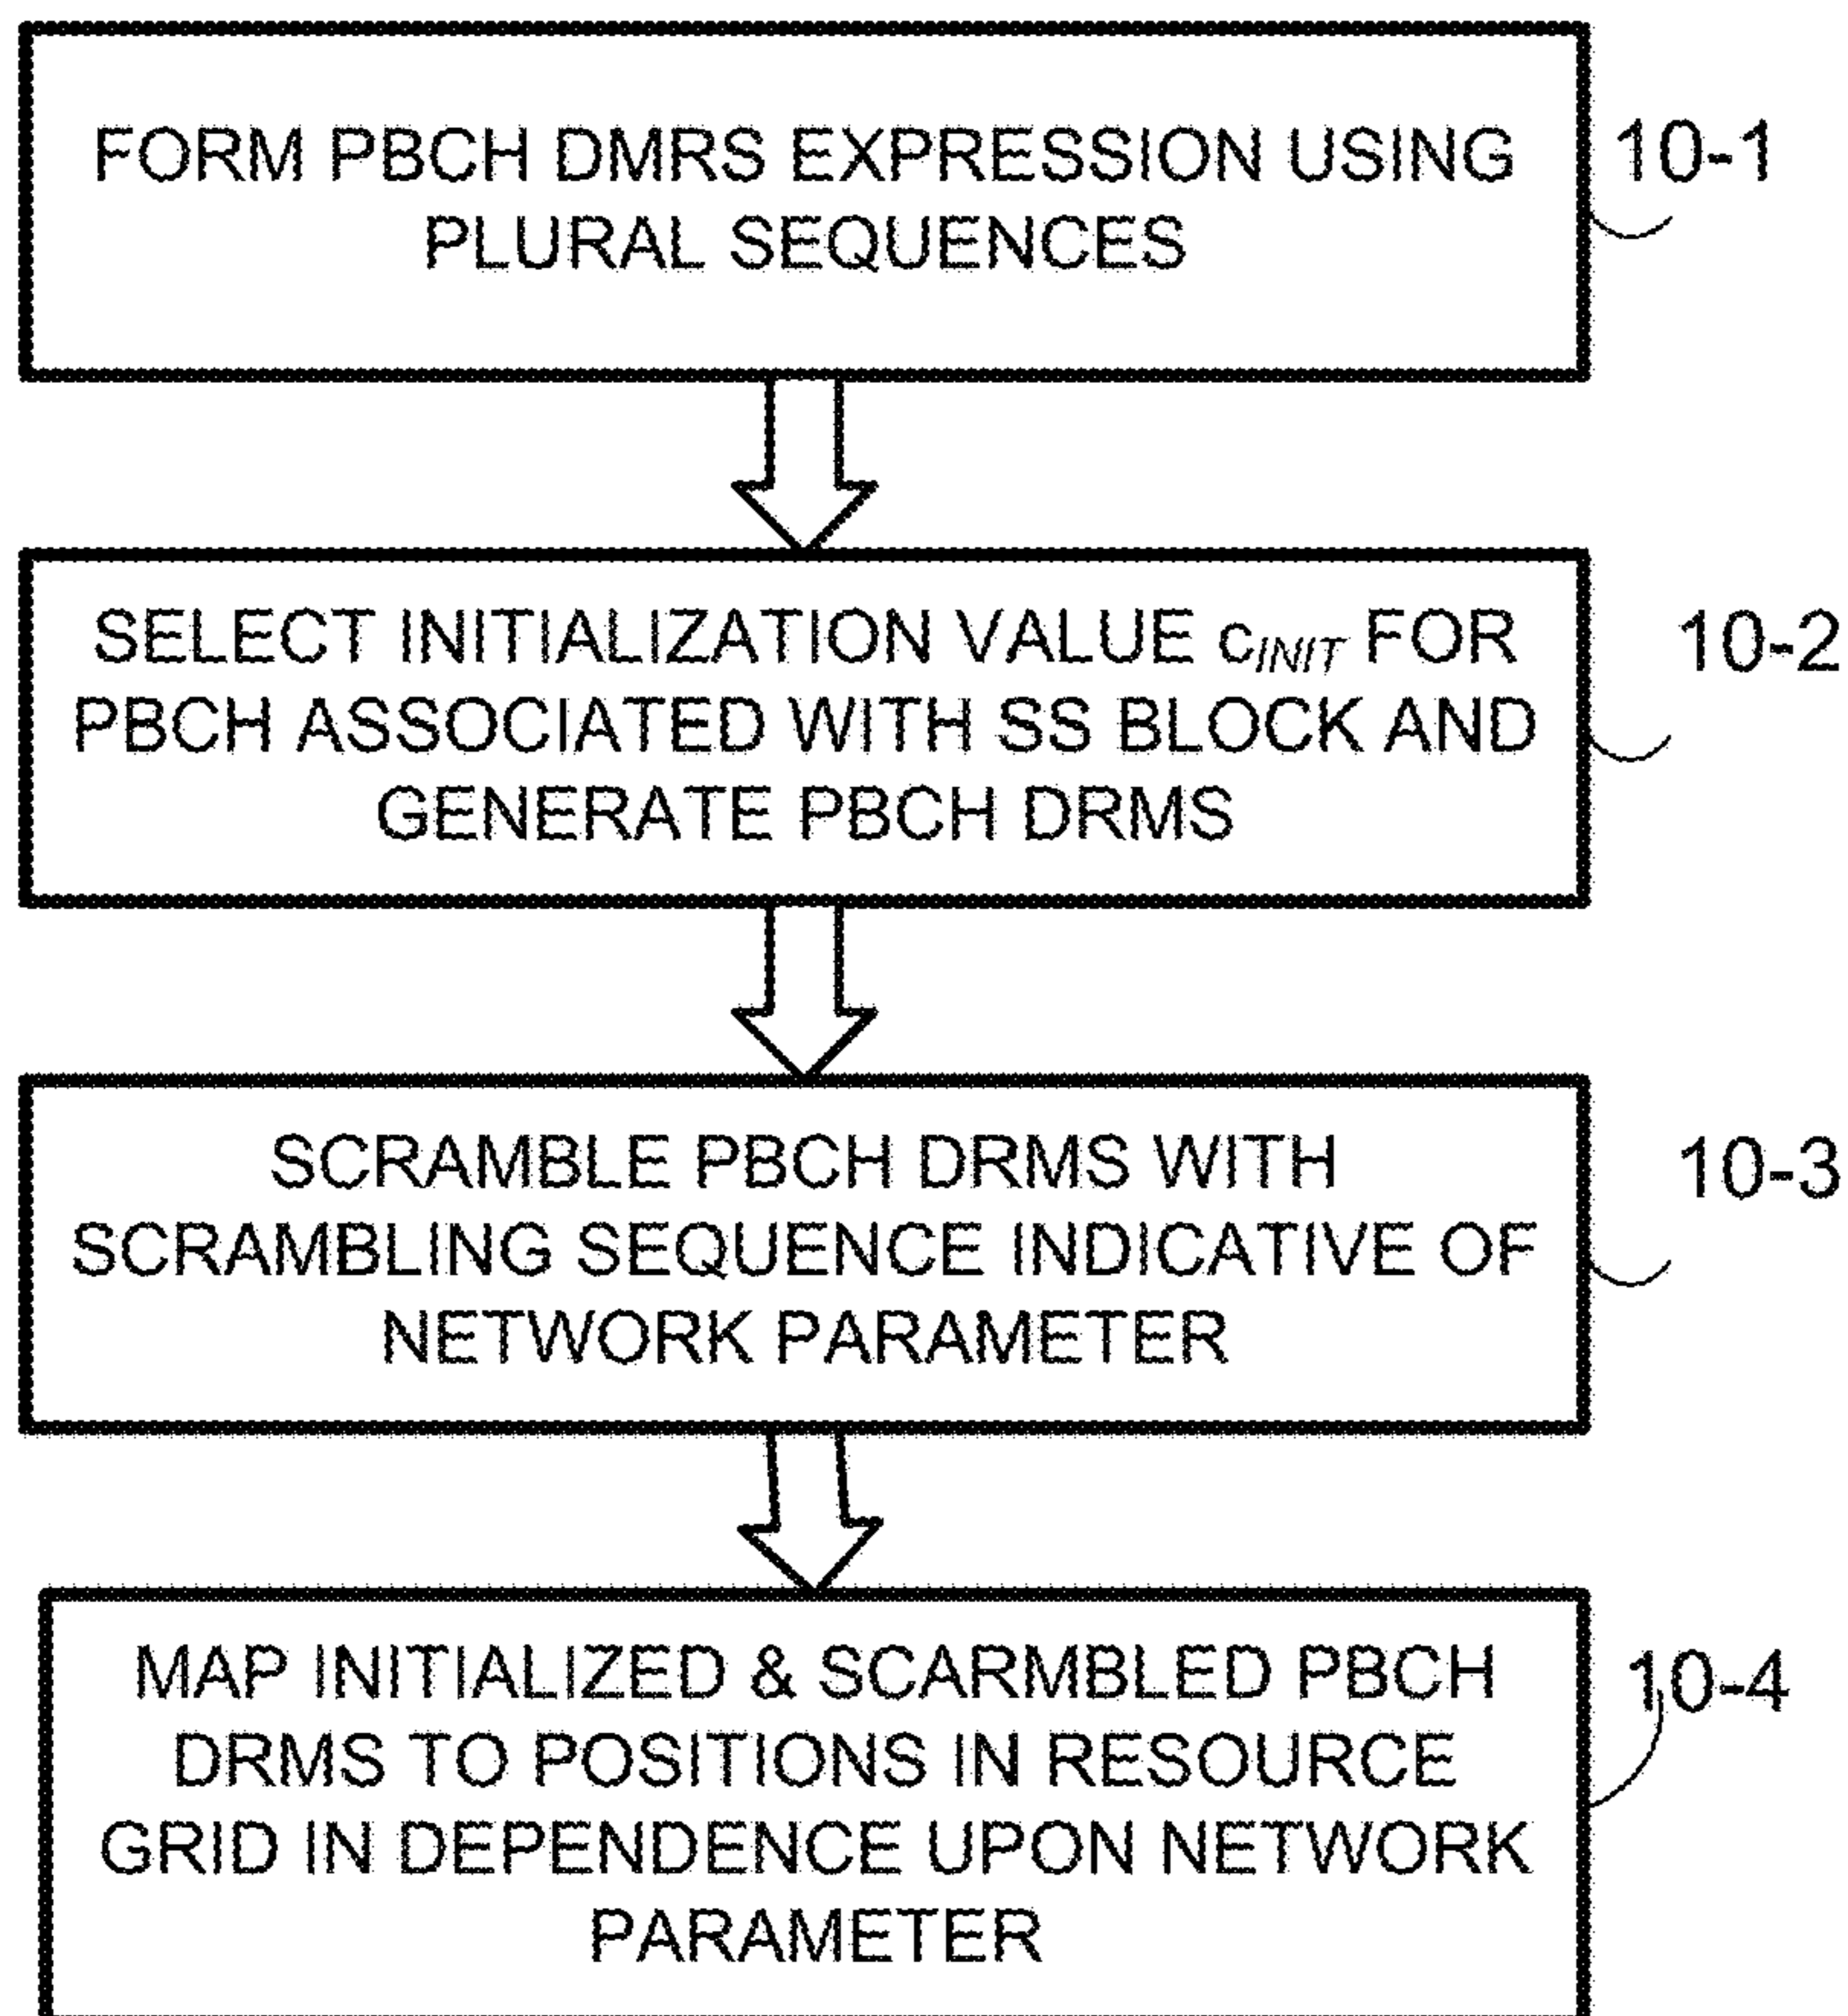 FORM PBCH DMRS EXPRESSION USING
PLURAL SEQUENCES
10-1
SELECT INITIALIZATION VALUE cINIT FOR
PBCH ASSOCIATED WITH SS BLOCK AND
GENERATE PBCH DRMS
10-2
SCRAMBLE PBCH DRMS WITH
SCRAMBLING SEQUENCE INDICATIVE OF
NETWORK PARAMETER
10-3
MAP INITIALIZED & SCARMBLED PBCH
DRMS TO POSITIONS IN RESOURCE
GRID IN DEPENDENCE UPON NETWORK
PARAMETER
10-4